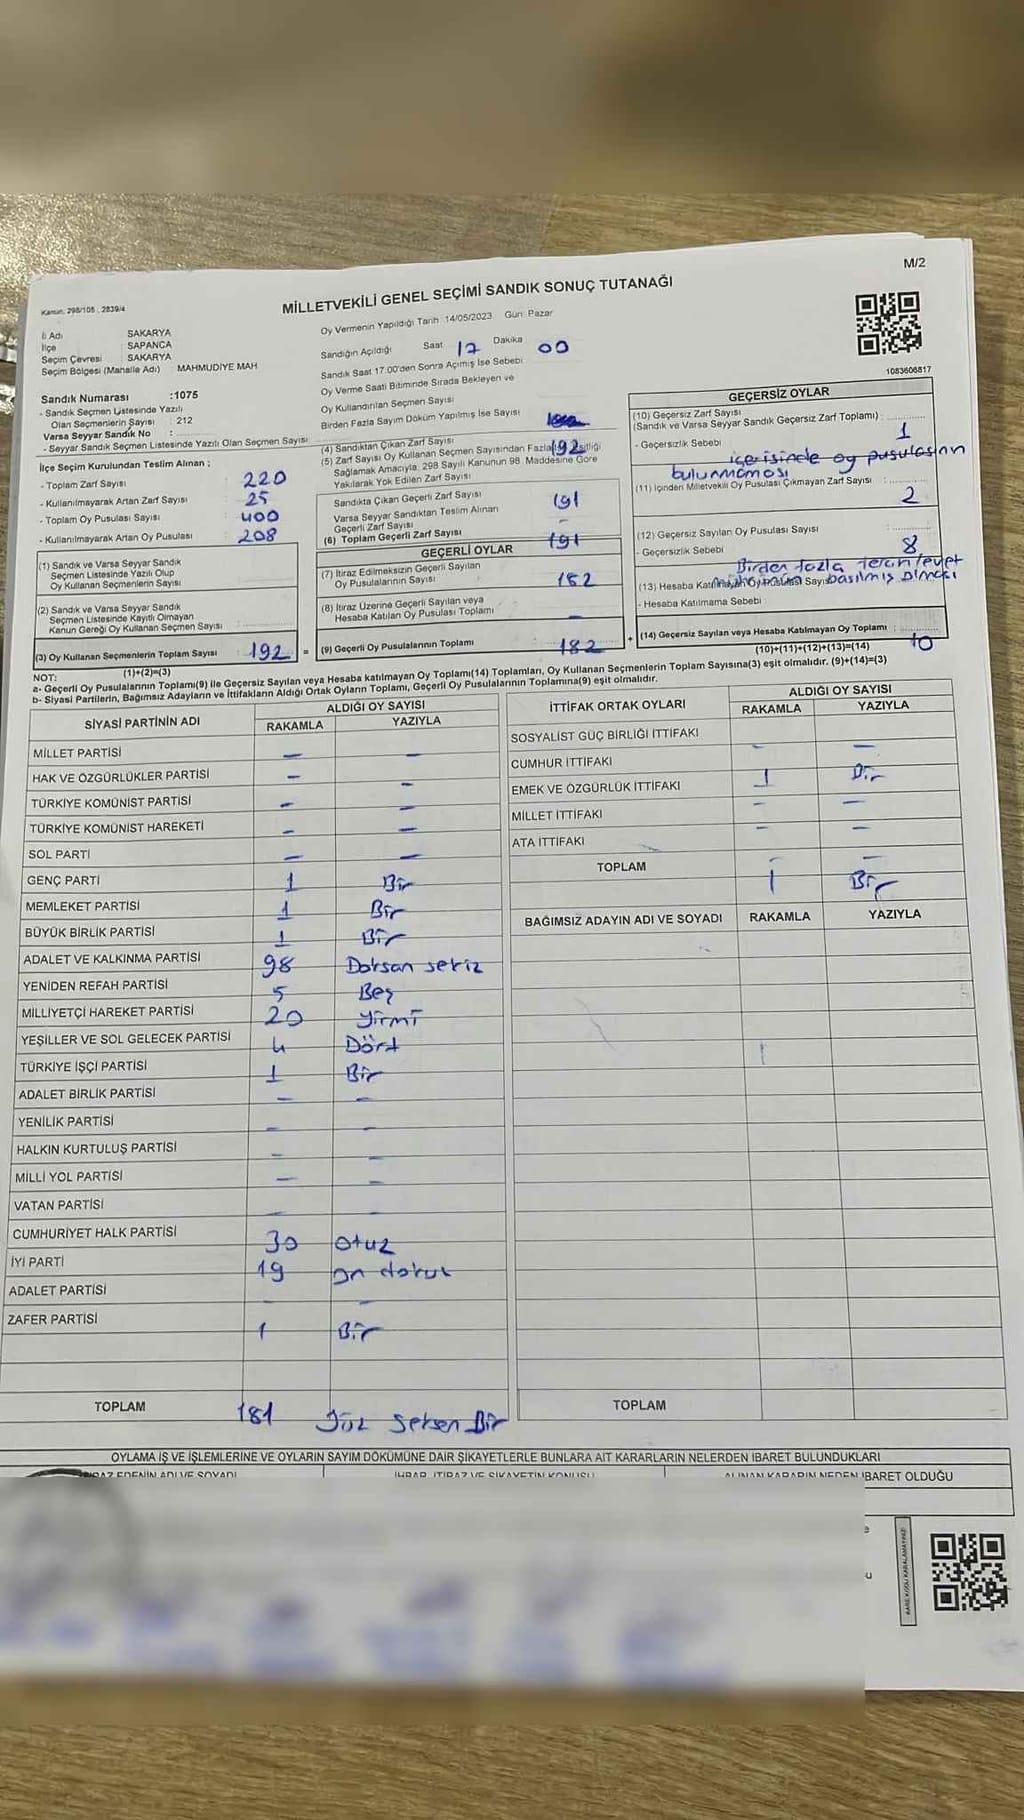 M/2
Kanun, 298/105 , 2839/4
MİLLETVEKİLİ GENEL SEÇİMİ SANDIK SONUÇ TUTANAĞI
1083606817
İl Adı SAKARYA
İlçe SAPANCA
Seçim Çevresi SAKARYA
Seçim Bölgesi (Mahalle Adı) MAHMUDİYE MAH
Sandık Numarası :1075
- Sandık Seçmen Listesinde Yazılı
Olan Seçmenlerin Sayısı : 212
Varsa Seyyar Sandık No :
- Seyyar Sandık Seçmen Listesinde Yazılı Olan Seçmen Sayısı
İlçe Seçim Kurulundan Teslim Alınan ;
- Toplam Zarf Sayısı : 220
- Kullanılmayarak Artan Zarf Sayısı : 25
- Toplam Oy Pusulası Sayısı : 400
- Kullanılmayarak Artan Oy Pusulası : 208
(1) Sandık ve Varsa Seyyar Sandık
Seçmen Listesinde Yazılı Olup
Oy Kullanan Seçmenlerin Sayısı
(2) Sandık ve Varsa Seyyar Sandık
Seçmen Listesinde Kayıtlı Olmayan
Kanun Gereği Oy Kullanan Seçmen Sayısı :
(3) Oy Kullanan Seçmenlerin Toplam Sayısı 192 =
(1)+(2)=(3)
Oy Vermenin Yapıldığı Tarih 14/05/2023 Gün Pazar
Sandığın Açıldığı Saat 17 Dakika 00
Sandık Saat 17:00'den Sonra Açılmış İse Sebebi
Oy Verme Saati Bitiminde Sırada Bekleyen ve
Oy Kullandırılan Seçmen Sayısı
Birden Fazla Sayım Döküm Yapılmış İse Sayısı
(4) Sandıktan Çıkan Zarf Sayısı 192
(5) Zarf Sayısı Oy Kullanan Seçmen Sayısından Fazla
Sağlamak Amacıyla, 298 Sayılı Kanunun 98. Maddesine Göre
Yakılarak Yok Edilen Zarf Sayısı
Sandıkta Çıkan Geçerli Zarf Sayısı 191
Varsa Seyyar Sandıktan Teslim Alınan
Geçerli Zarf Sayısı -
(6) Toplam Geçerli Zarf Sayısı 191
GEÇERLİ OYLAR
(7) İtiraz Edilmeksizin Geçerli Sayılan
Oy Pusulalarının Sayısı 182
(8) İtiraz Üzerine Geçerli Sayılan veya
Hesaba Katılan Oy Pusulası Toplamı -
(9) Geçerli Oy Pusulalarının Toplamı 182 +
GEÇERSİZ OYLAR
(10) Geçersiz Zarf Sayısı
(Sandık ve Varsa Seyyar Sandık Geçersiz Zarf Toplamı) : 1
- Geçersizlik Sebebi
içerisinde oy pusulasının
bulunmaması
(11) İçinden Milletvekili Oy Pusulası Çıkmayan Zarf Sayısı : 2
(12) Geçersiz Sayılan Oy Pusulası Sayısı : 8
- Geçersizlik Sebebi
Birden fazla tercih/evet
basılmış olması
(13) Hesaba Katılmayan Oy Pusulası Sayısı
- Hesaba Katılmama Sebebi :
(14) Geçersiz Sayılan veya Hesaba Katılmayan Oy Toplamı : 10
(10)+(11)+(12)+(13)=(14)
NOT:
a- Geçerli Oy Pusulalarının Toplamı(9) ile Geçersiz Sayılan veya Hesaba katılmayan Oy Toplamı(14) Toplamları, Oy Kullanan Seçmenlerin Toplam Sayısına(3) eşit olmalıdır. (9)+(14)=(3)
b- Siyasi Partilerin, Bağımsız Adayların ve İttifakların Aldığı Ortak Oyların Toplamı, Geçerli Oy Pusulalarının Toplamına(9) eşit olmalıdır.
SİYASİ PARTİNİN ADI ALDIĞI OY SAYISI
RAKAMLA YAZIYLA
MİLLET PARTİSİ - -
HAK VE ÖZGÜRLÜKLER PARTİSİ - -
TÜRKİYE KOMÜNİST PARTİSİ - -
TÜRKİYE KOMÜNİST HAREKETİ - -
SOL PARTİ - -
GENÇ PARTİ 1 Bir
MEMLEKET PARTİSİ 1 Bir
BÜYÜK BİRLİK PARTİSİ 1 Bir
ADALET VE KALKINMA PARTİSİ 98 Doksan sekiz
YENİDEN REFAH PARTİSİ 5 Beş
MİLLİYETÇİ HAREKET PARTİSİ 20 yirmi
YEŞİLLER VE SOL GELECEK PARTİSİ 4 Dört
TÜRKİYE İŞÇİ PARTİSİ 1 Bir
ADALET BİRLİK PARTİSİ - -
YENİLİK PARTİSİ - -
HALKIN KURTULUŞ PARTİSİ - -
MİLLİ YOL PARTİSİ - -
VATAN PARTİSİ - -
CUMHURİYET HALK PARTİSİ 30 otuz
İYİ PARTİ 19 on dokuz
ADALET PARTİSİ - -
ZAFER PARTİSİ 1 Bir
TOPLAM 181 Yüz Seksen Bir
İTTİFAK ORTAK OYLARI ALDIĞI OY SAYISI
RAKAMLA YAZIYLA
SOSYALİST GÜÇ BİRLİĞİ İTTİFAKI - -
CUMHUR İTTİFAKI 1 Bir
EMEK VE ÖZGÜRLÜK İTTİFAKI - -
MİLLET İTTİFAKI - -
ATA İTTİFAKI - -
TOPLAM 1 Bir
BAĞIMSIZ ADAYIN ADI VE SOYADI RAKAMLA YAZIYLA
TOPLAM
OYLAMA İŞ VE İŞLEMLERİNE VE OYLARIN SAYIM DÖKÜMÜNE DAİR ŞİKAYETLERLE BUNLARA AİT KARARLARIN NELERDEN İBARET BULUNDUKLARI
İTİRAZ EDENİN ADI VE SOYADI İHBAR, İTİRAZ VE ŞİKAYETİN KONUSU ALINAN KARARIN NEDEN İBARET OLDUĞU
KARE KODU KARALAMAYINIZ!